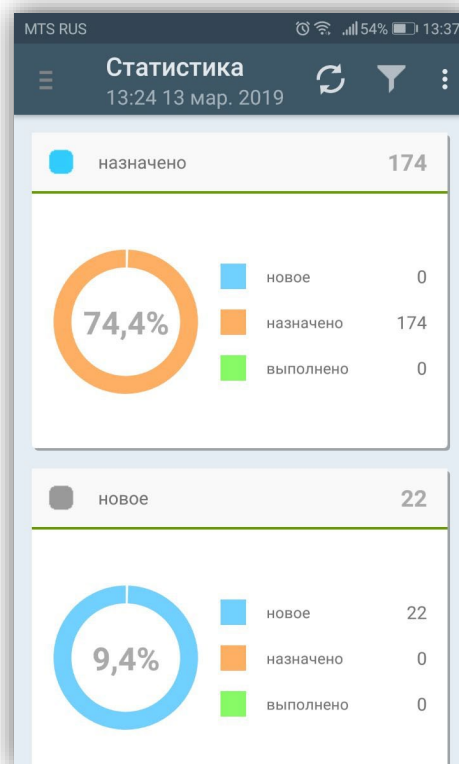 MTS RUS 54% 13:37
Статистика
13:24 13 мар. 2019
назначено 174
новое 0
74,4% назначено 174
выполнено 0
новое 22
новое 22
9,4% назначено 0
выполнено 0